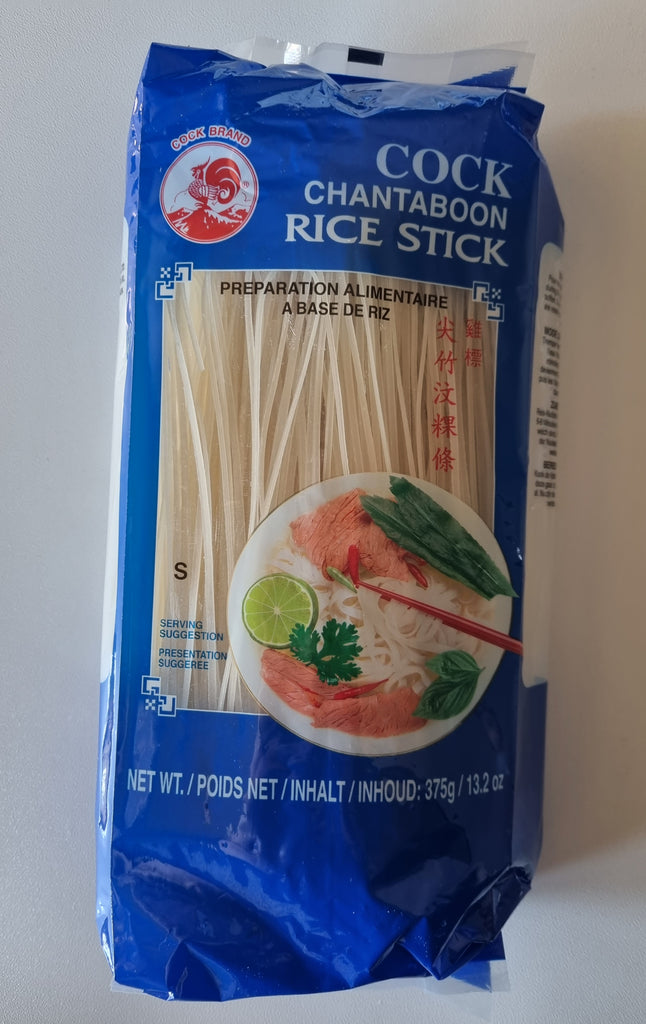 COCK BRAND
COCK
CHANTABOON
RICE STICK
PREPARATION ALIMENTAIRE
A BASE DE RIZ
雞標
尖竹汶粿條
S
SERVING
SUGGESTION
PRESENTATION
SUGGEREE
NET WT. / POIDS NET / INHALT / INHOUD: 375g / 13.2 oz